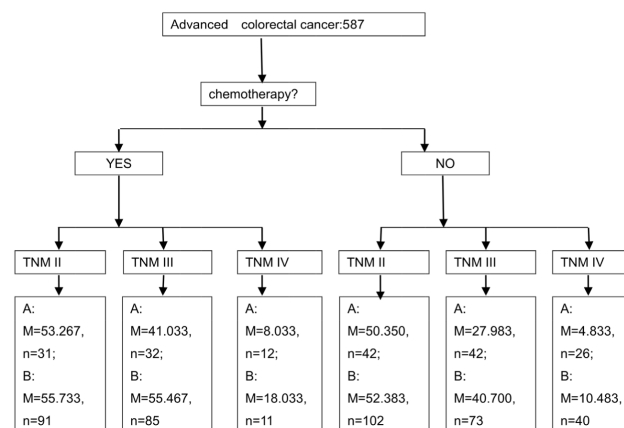 Advanced colorectal cancer:587
chemotherapy?
YES
NO
TNM II
TNM III
TNM IV
TNM II
TNM III
TNM IV
A:
M=53.267,
n=31;
B:
M=55.733,
n=91
A:
M=41.033,
n=32;
B:
M=55.467,
n=85
A:
M=8.033,
n=12;
B:
M=18.033,
n=11
A:
M=50.350,
n=42;
B:
M=52.383,
n=102
A:
M=27.983,
n=42;
B:
M=40.700,
n=73
A:
M=4.833,
n=26;
B:
M=10.483,
n=40